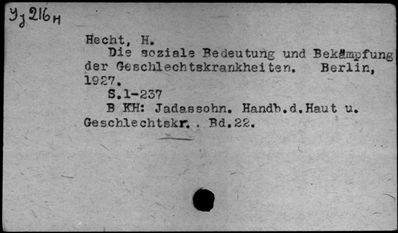 Yj 216 H
Hecht, H.
Die soziale Bedeutung und Bekämpfung
der Geschlechtskrankheiten. Berlin,
1927.
S.1-237
B KH: Jadassohn. Handb.d.Haut u.
Geschlechtskr. . Bd.22.